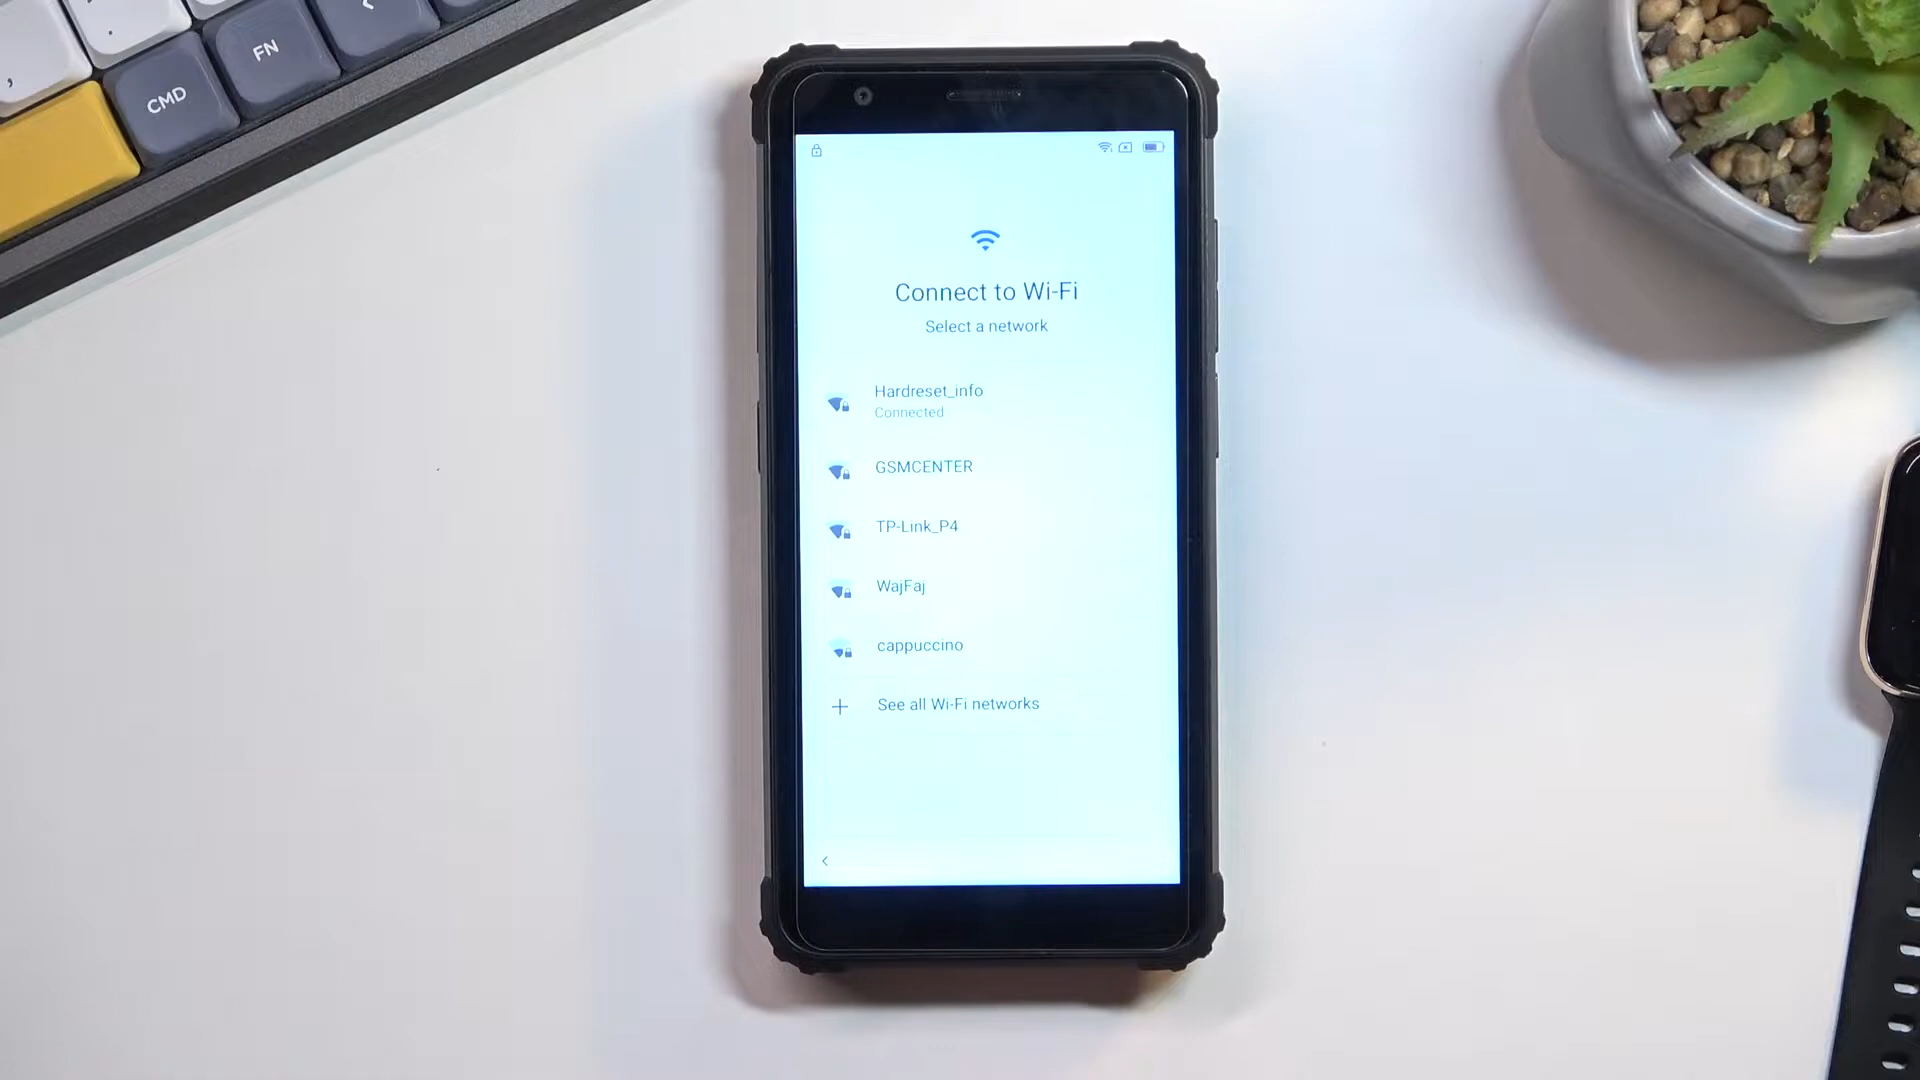 ,
.
CMD
FN
<
Connect to Wi-Fi
Select a network
Hardreset_info
Connected
GSMCENTER
TP-Link_P4
WajFaj
cappuccino
See all Wi-Fi networks